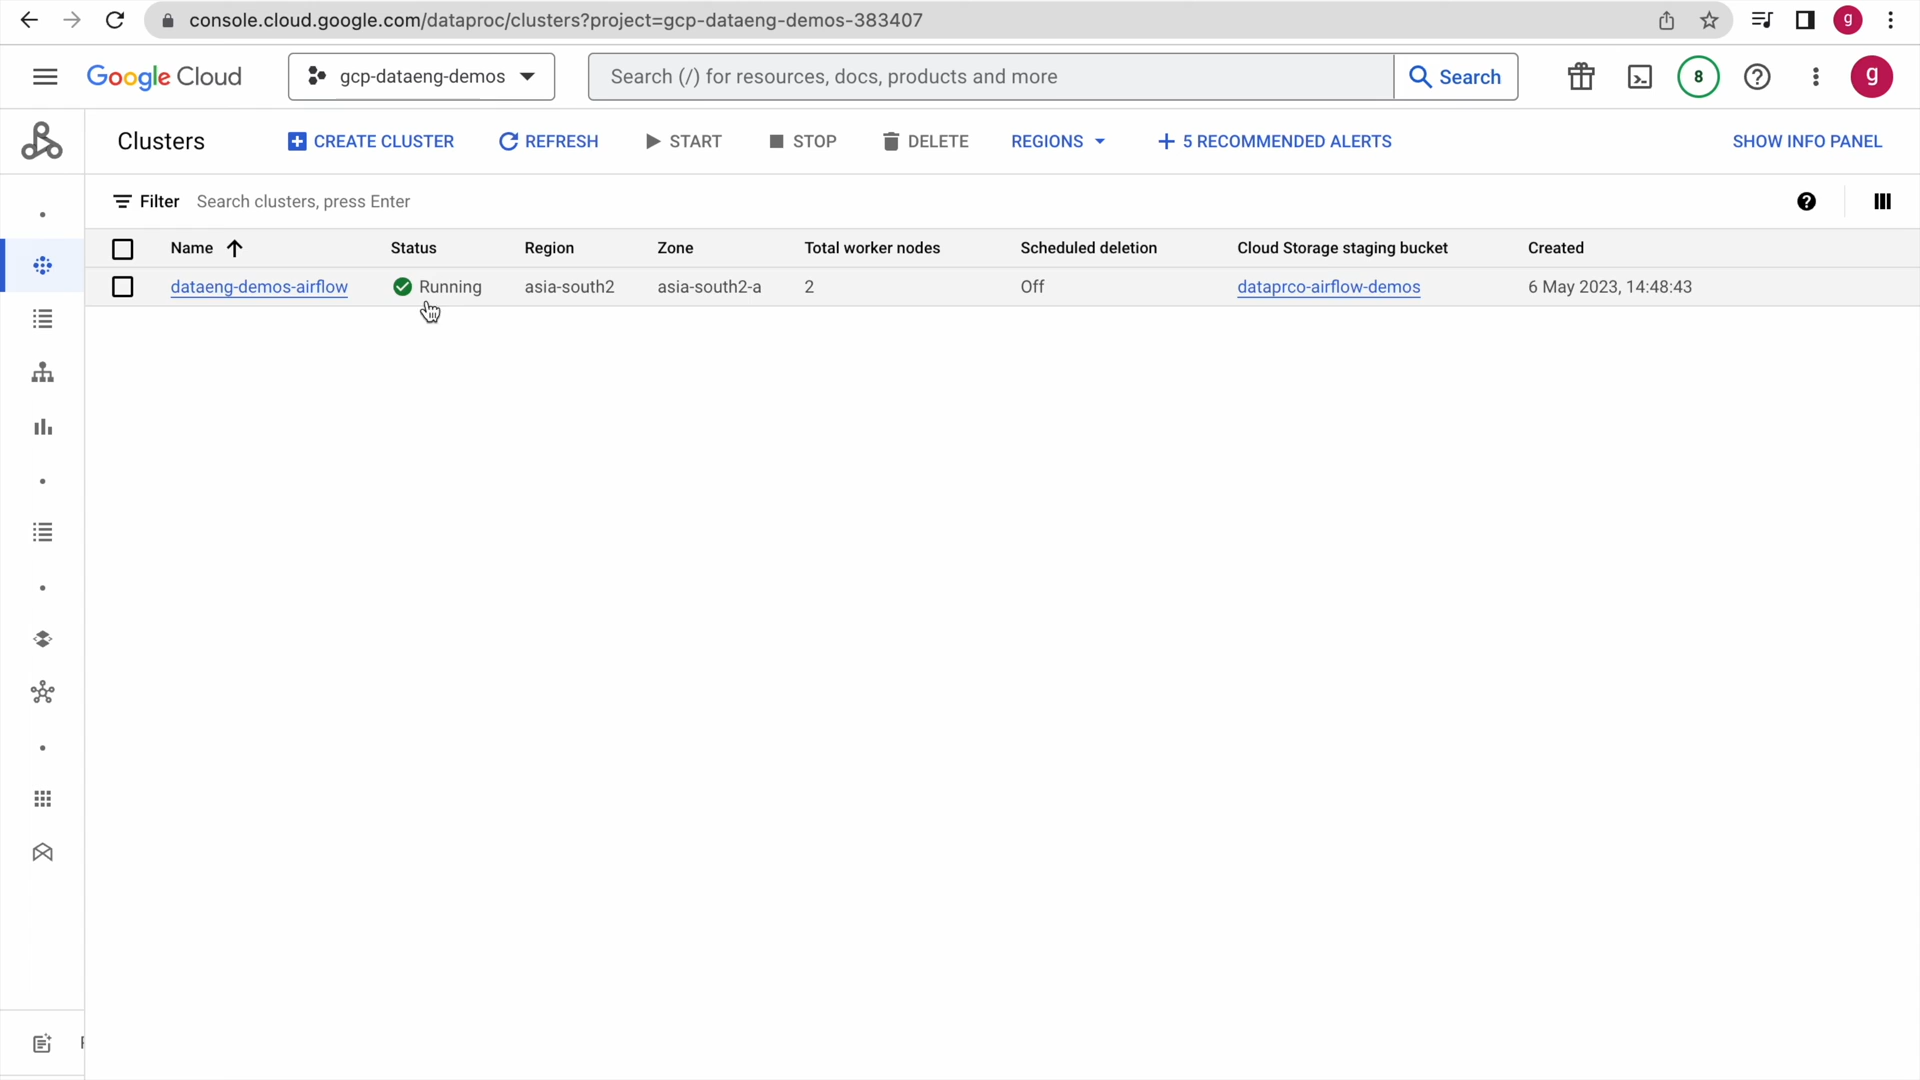 console.cloud.google.com/dataproc/clusters?project=gcp-dataeng-demos-383407
g
Google Cloud
gcp-dataeng-demos
Search (/) for resources, docs, products and more
Search
8
g
Clusters
CREATE CLUSTER
REFRESH
START
STOP
DELETE
REGIONS
5 RECOMMENDED ALERTS
SHOW INFO PANEL
Filter
Search clusters, press Enter
Name Status Region Zone Total worker nodes Scheduled deletion Cloud Storage staging bucket Created
dataeng-demos-airflow Running asia-south2 asia-south2-a 2 Off dataprco-airflow-demos 6 May 2023, 14:48:43